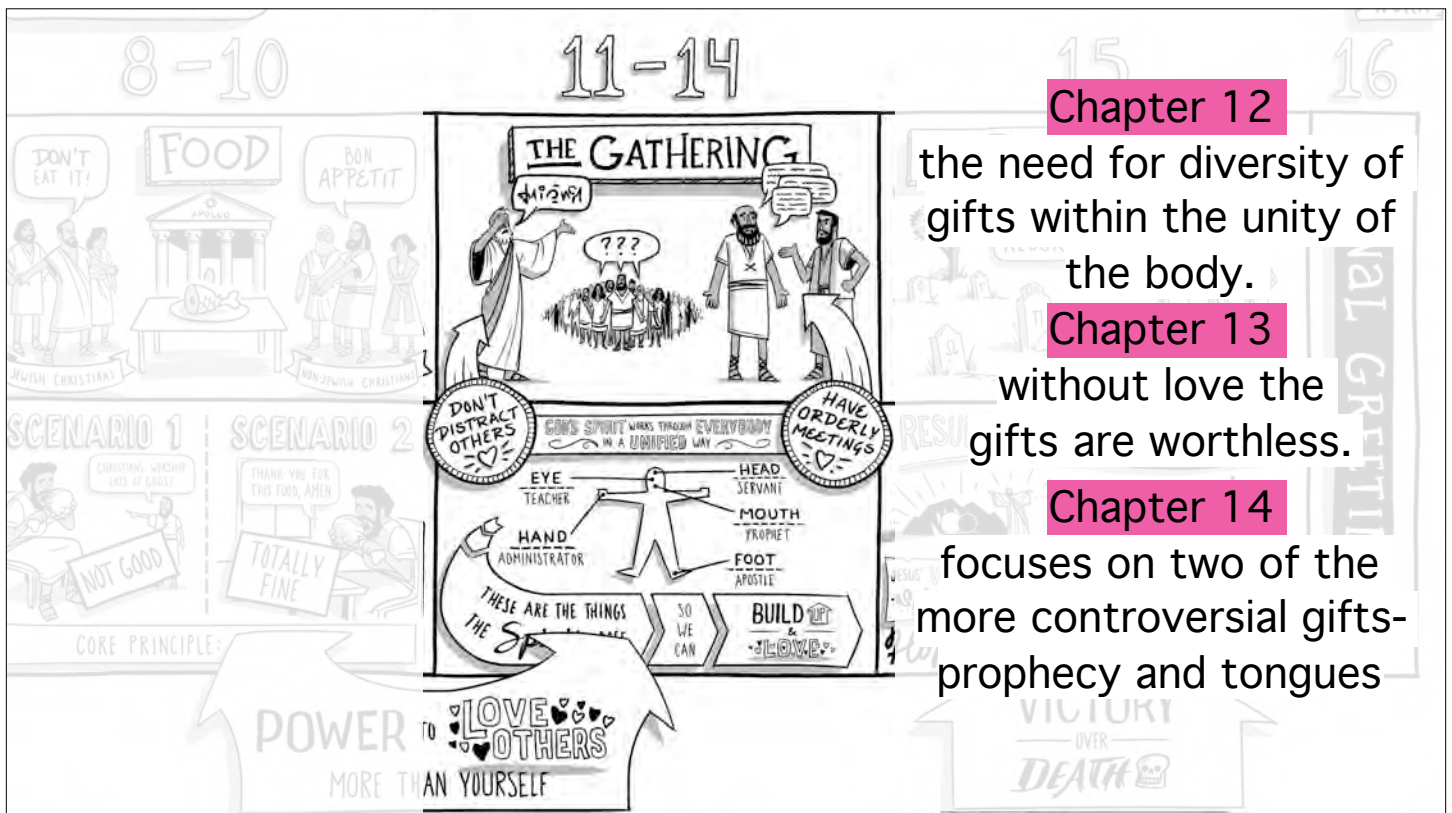 8-10
11-14
15
16
DON'T
EAT IT!
FOOD
BON
APPETIT
APOLLO
JEWISH CHRISTIANS
NON-JEWISH CHRISTIANS
SCENARIO 1
CHRISTIANS WORSHIP
LOTS OF GODS!
NOT GOOD
SCENARIO 2
THANK YOU FOR
THIS FOOD, AMEN
TOTALLY
FINE
CORE PRINCIPLE:
THE GATHERING
???
DON'T
DISTRACT
OTHERS
GOD'S SPIRIT WORKS THROUGH EVERYBODY
IN A UNIFIED WAY
HAVE
ORDERLY
MEETINGS
EYE
TEACHER
HEAD
SERVANT
MOUTH
PROPHET
HAND
ADMINISTRATOR
FOOT
APOSTLE
THESE ARE THE THINGS
THE
SO
WE
CAN
BUILD UP
&
LOVE
POWER TO LOVE
OTHERS
MORE THAN YOURSELF
Chapter 12
the need for diversity of
gifts within the unity of
the body.
Chapter 13
without love the
gifts are worthless.
Chapter 14
focuses on two of the
more controversial gifts-
prophecy and tongues
VICTORY
OVER
DEATH